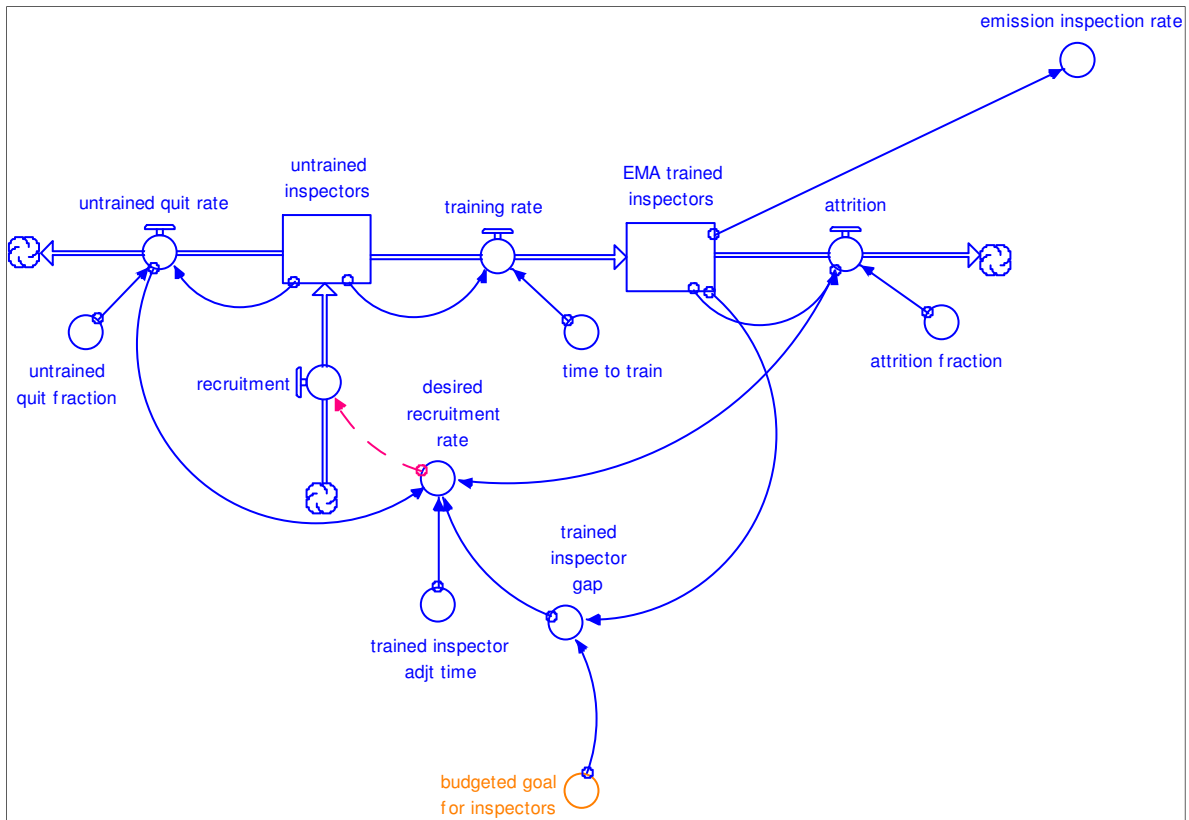 emission inspection rate
untrained
inspectors
EMA trained
inspectors
untrained quit rate
training rate
attrition
untrained
quit fraction
time to train
attrition fraction
recruitment
desired
recruitment
rate
trained
inspector
gap
trained inspector
adjt time
budgeted goal
for inspectors